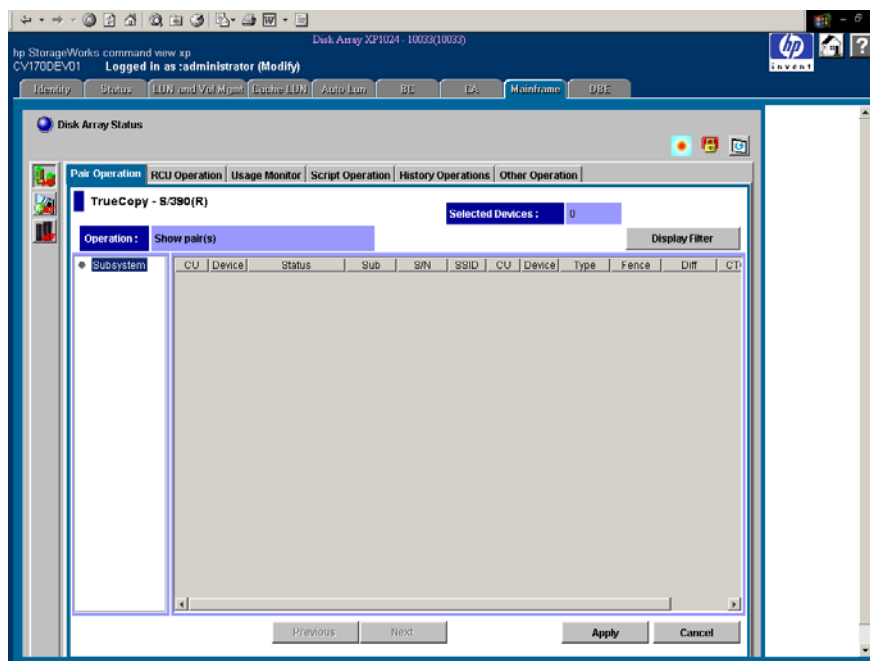 Disk Array XP1024 - 10033(10033)
hp StorageWorks command view xp
CV170DEV01 Logged in as :administrator (Modify)
hp
invent
?
Identity Status LUN and Vol Mgmt Cache LUN Auto Lun BC CA Mainframe DBE
Disk Array Status
Pair Operation RCU Operation Usage Monitor Script Operation History Operations Other Operation
TrueCopy - S/390(R)
Selected Devices : 0
Operation : Show pair(s)
Display Filter
Subsystem
CU Device Status Sub S/N SSID CU Device Type Fence Diff CT
Previous Next Apply Cancel